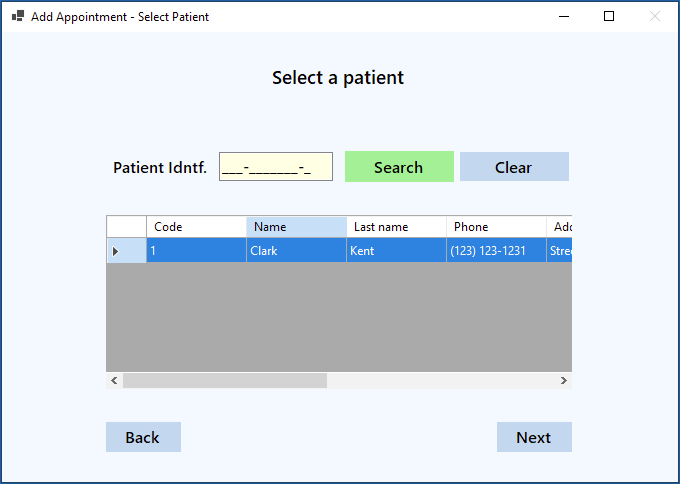 Add Appointment - Select Patient
Select a patient
Patient Idntf. ___-_______-_ Search Clear
Code Name Last name Phone Add
1 Clark Kent (123) 123-1231 Stree
Back Next